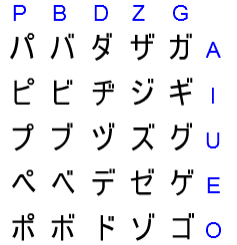 P B D Z G
パ バ ダ ザ ガ A
ピ ビ ヂ ジ ギ I
プ ブ ヅ ズ グ U
ペ ベ デ ゼ ゲ E
ポ ボ ド ゾ ゴ O